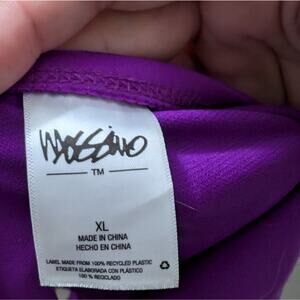 mossimo
TM
XL
MADE IN CHINA
HECHO EN CHINA
LABEL MADE FROM 100% RECYCLED PLASTIC
ETIQUETA ELABORADA CON PLÁSTICO
100 % RECICLADO